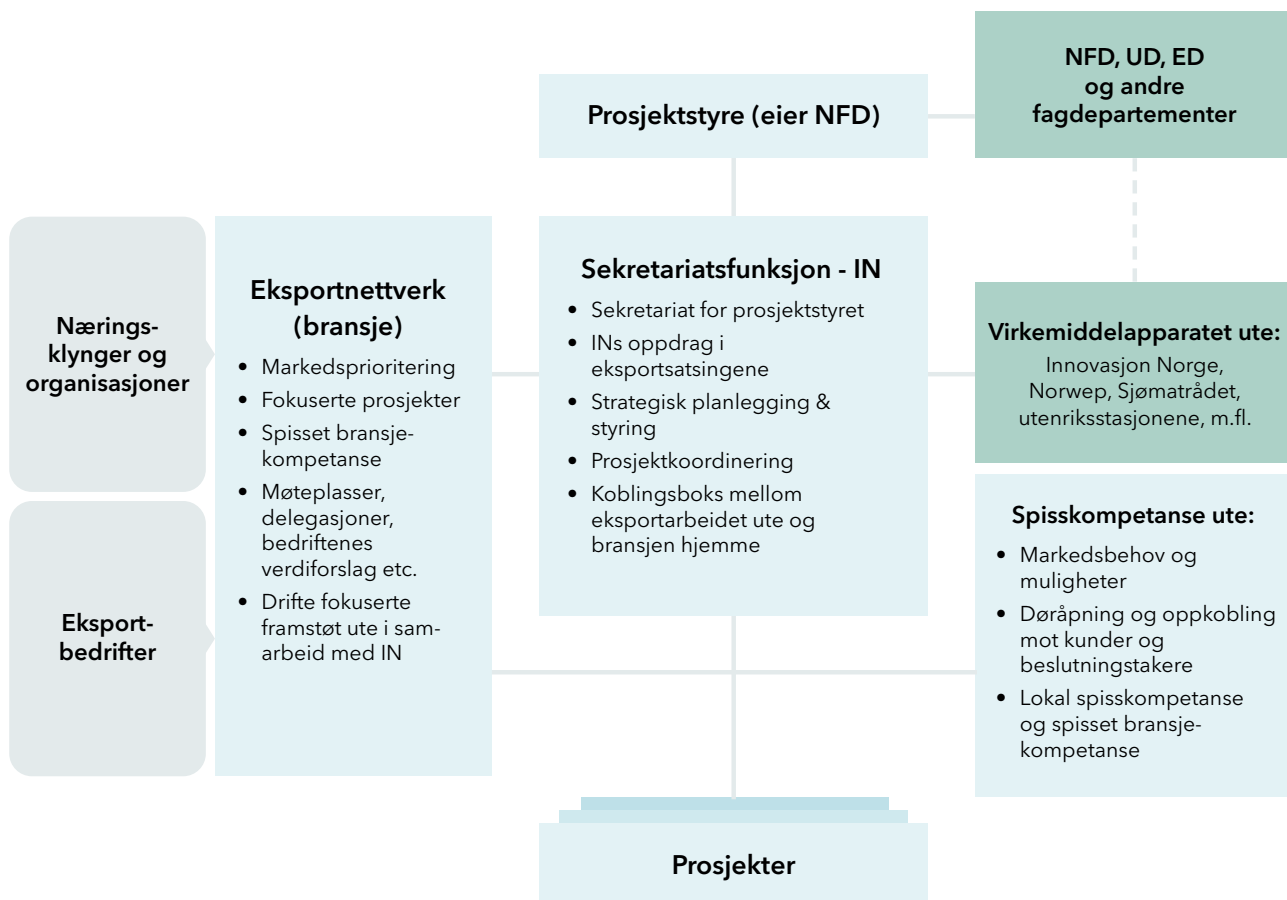 Prosjektstyre (eier NFD)
NFD, UD, ED
og andre
fagdepartementer
Nærings-
klynger og
organisasjoner
Eksport-
bedrifter
Eksportnettverk
(bransje)
• Markedsprioritering
• Fokuserte prosjekter
• Spisset bransje-
kompetanse
• Møteplasser,
delegasjoner,
bedriftenes
verdiforslag etc.
• Drifte fokuserte
framstøt ute i sam-
arbeid med IN
Sekretariatsfunksjon - IN
• Sekretariat for prosjektstyret
• INs oppdrag i
eksportsatsingene
• Strategisk planlegging &
styring
• Prosjektkoordinering
• Koblingsboks mellom
eksportarbeidet ute og
bransjen hjemme
Virkemiddelapparatet ute:
Innovasjon Norge,
Norwep, Sjømatrådet,
utenriksstasjonene, m.fl.
Spisskompetanse ute:
• Markedsbehov og
muligheter
• Døråpning og oppkobling
mot kunder og
beslutningstakere
• Lokal spisskompetanse
og spisset bransje-
kompetanse
Prosjekter